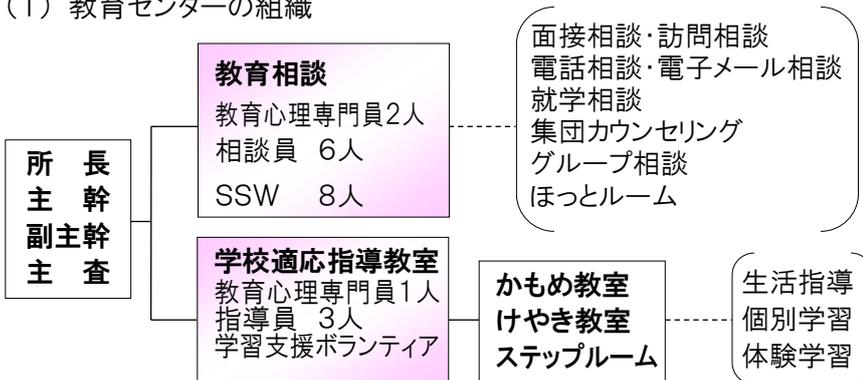 （１）教育センターの組織
所　長
主　幹
副主幹
主　査
教育相談
教育心理専門員２人
相談員　６人
SSW　８人
面接相談・訪問相談
電話相談・電子メール相談
就学相談
集団カウンセリング
グループ相談
ほっとルーム
学校適応指導教室
教育心理専門員１人
指導員　３人
学習支援ボランティア
かもめ教室
けやき教室
ステップルーム
生活指導
個別学習
体験学習